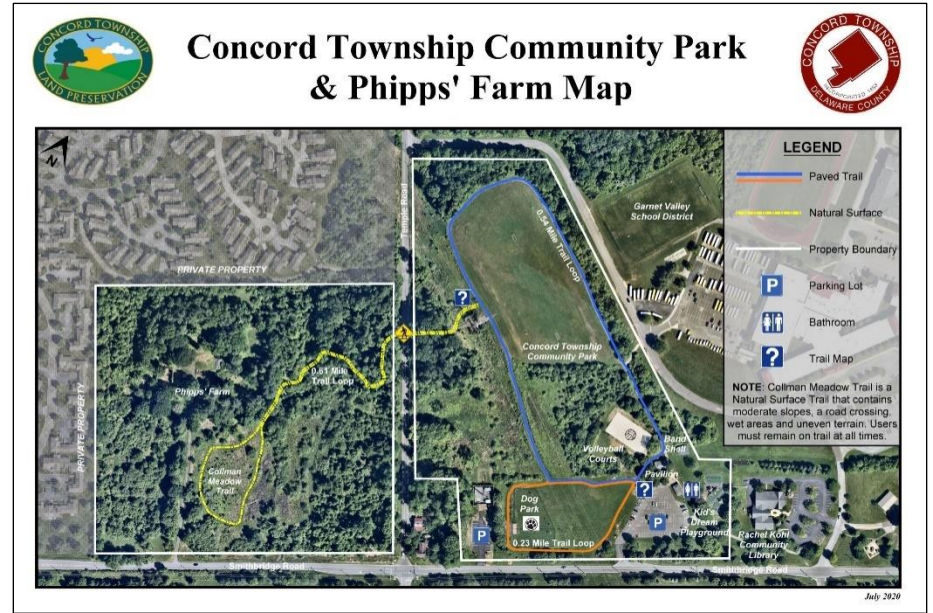 CONCORD TOWNSHIP
LAND PRESERVATION
Concord Township Community Park
& Phipps' Farm Map
CONCORD TOWNSHIP
DELAWARE COUNTY
N
LEGEND
Paved Trail
Natural Surface
Property Boundary
P
Parking Lot
Bathroom
?
Trail Map
NOTE: Collman Meadow Trail is a
Natural Surface Trail that contains
moderate slopes, a road crossing,
wet areas and uneven terrain. Users
must remain on trail at all times.
PRIVATE PROPERTY
PRIVATE PROPERTY
Temple Road
Garnet Valley
School District
0.54 Mile Trail Loop
?
Concord Township
Community Park
0.61 Mile
Trail Loop
Phipps' Farm
Collman
Meadow
Trail
Volleyball
Courts
Band
Shell
Pavilion
?
Dog
Park
P
P
Kid's
Dream
Playground
0.23 Mile Trail Loop
Rachel Kohl
Community
Library
Smithbridge Road
Smithbridge Road
July 2020